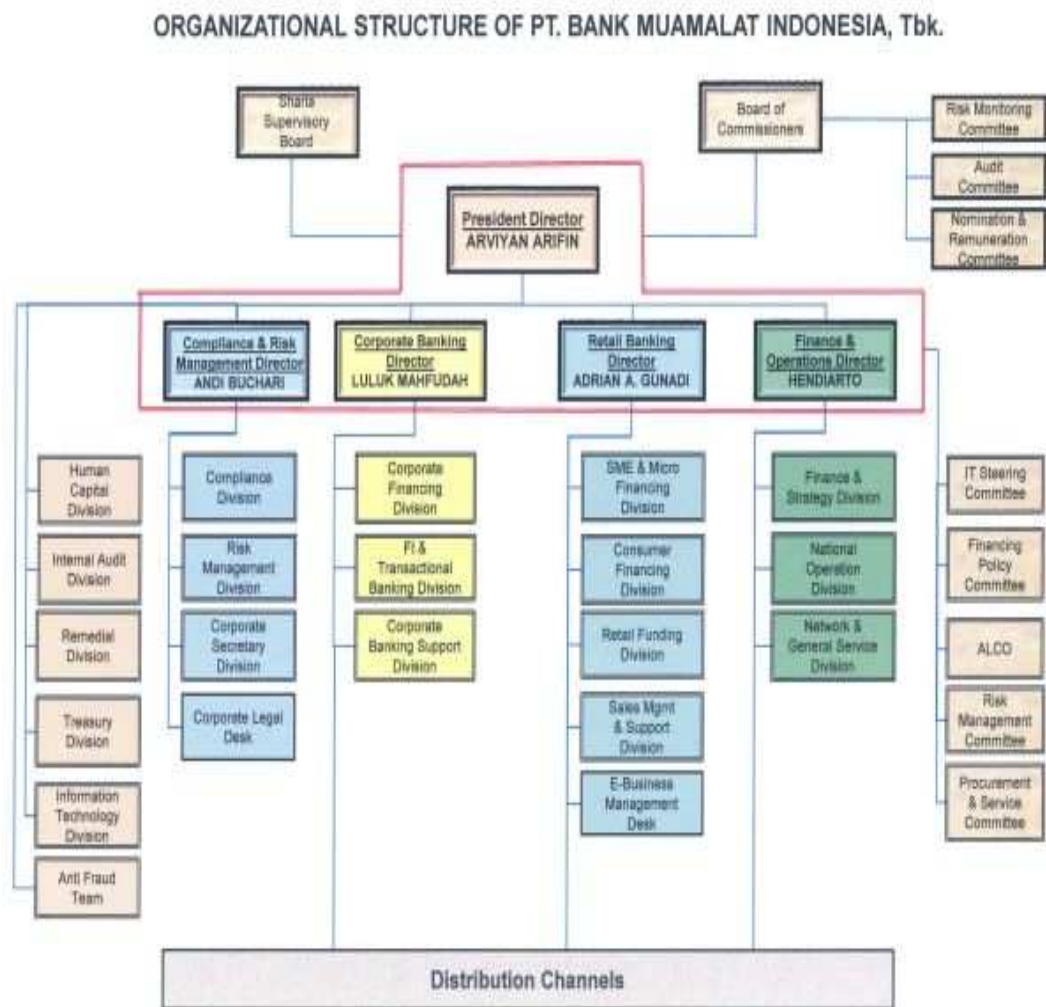 ORGANIZATIONAL STRUCTURE OF PT. BANK MUAMALAT INDONESIA, Tbk.
Sharia
Supervisory
Board
Board of
Commissioners
Risk Monitoring
Committee
Audit
Committee
Nomination &
Remuneration
Committee
President Director
ARVIYAN ARIFIN
Compliance & Risk
Management Director
ANDI BUCHARI
Corporate Banking
Director
LULUK MAHFUDAH
Retail Banking
Director
ADRIAN A. GUNADI
Finance &
Operations Director
HENDIARTO
Human
Capital
Division
Internal Audit
Division
Remedial
Division
Treasury
Division
Information
Technology
Division
Anti Fraud
Team
Compliance
Division
Risk
Management
Division
Corporate
Secretary
Division
Corporate Legal
Desk
Corporate
Financing
Division
FI &
Transactional
Banking Division
Corporate
Banking Support
Division
SME & Micro
Financing
Division
Consumer
Financing
Division
Retail Funding
Division
Sales Mgmt
& Support
Division
E-Business
Management
Desk
Finance &
Strategy Division
National
Operation
Division
Network &
General Service
Division
IT Steering
Committee
Financing
Policy
Committee
ALCO
Risk
Management
Committee
Procurement
& Service
Committee
Distribution Channels